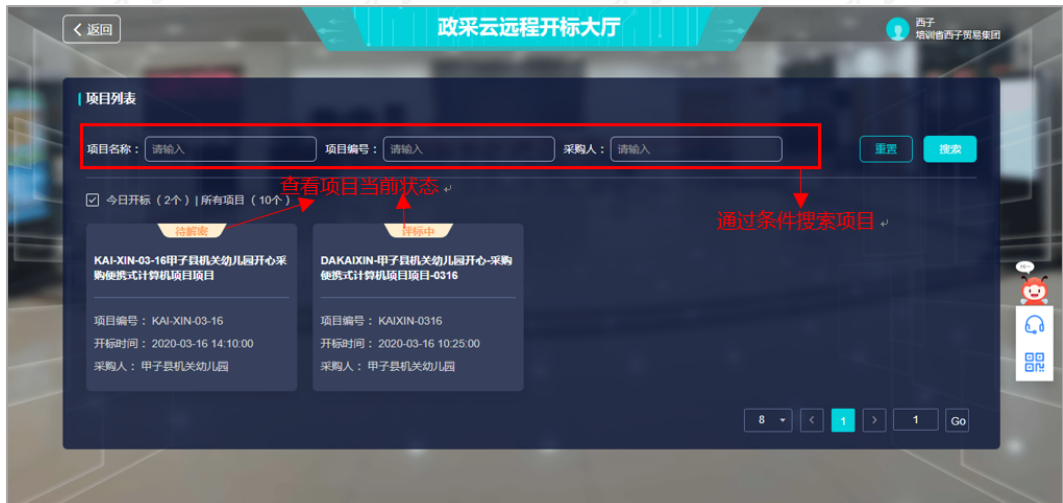 返回
政采云远程开标大厅
西子
培训省西子贸易集团
项目列表
项目名称： 请输入 项目编号： 请输入 采购人： 请输入 重置 搜索
今日开标（2个）| 所有项目（10个）
查看项目当前状态
通过条件搜索项目
待解密
KAI-XIN-03-16甲子县机关幼儿园开心采
购便携式计算机项目项目
项目编号： KAI-XIN-03-16
开标时间： 2020-03-16 14:10:00
采购人： 甲子县机关幼儿园
评标中
DAKAIXIN-甲子县机关幼儿园开心-采购
便携式计算机项目项目-0316
项目编号： KAIXIN-0316
开标时间： 2020-03-16 10:25:00
采购人： 甲子县机关幼儿园
8 < 1 > 1 Go